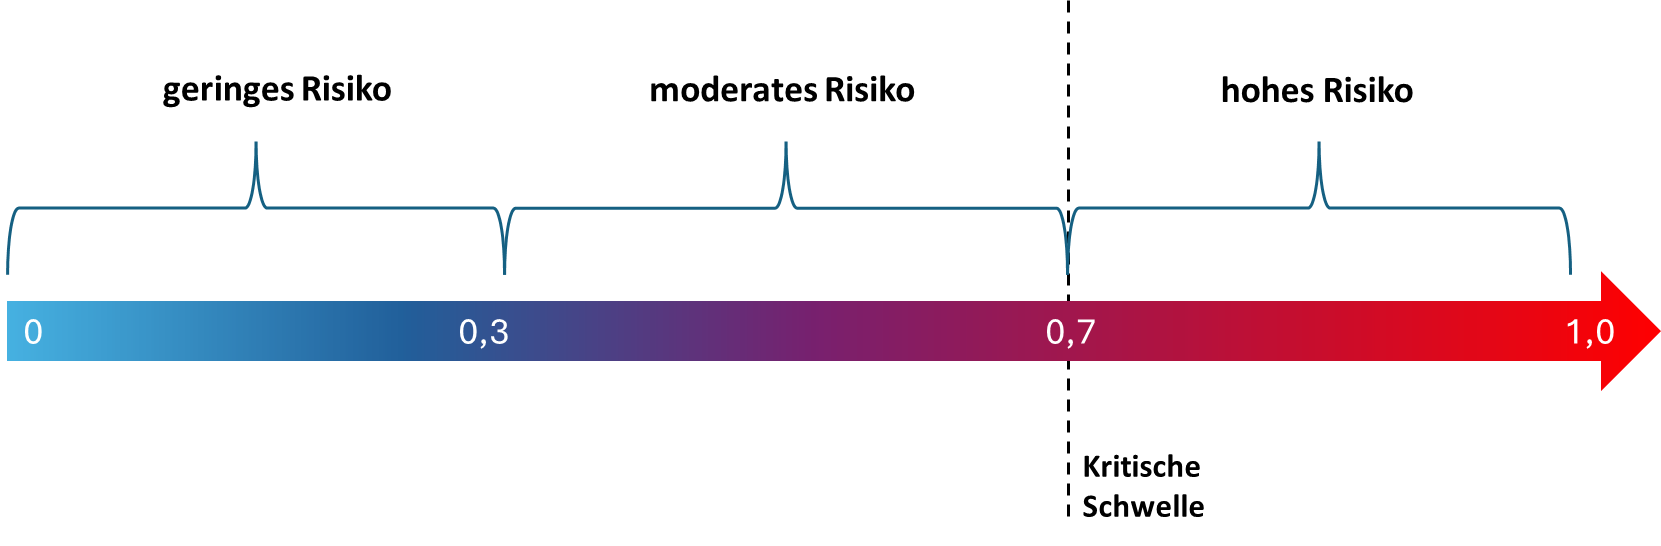 geringes Risiko
moderates Risiko
hohes Risiko
0
0,3
0,7
1,0
Kritische
Schwelle